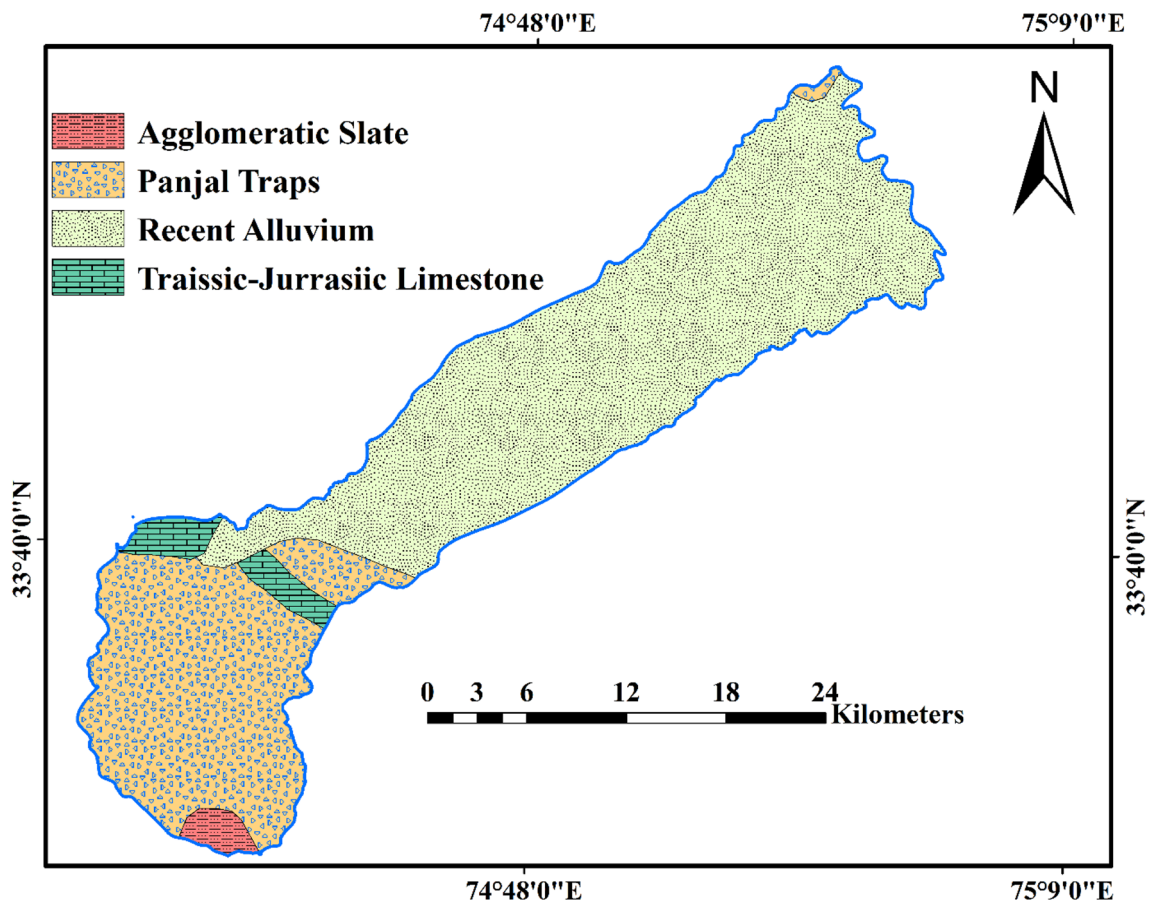 74°48'0"E 75°9'0"E
N
Agglomeratic Slate
Panjal Traps
Recent Alluvium
Traissic-Jurrasiic Limestone
33°40'0"N
33°40'0"N
0 3 6 12 18 24
Kilometers
74°48'0"E 75°9'0"E